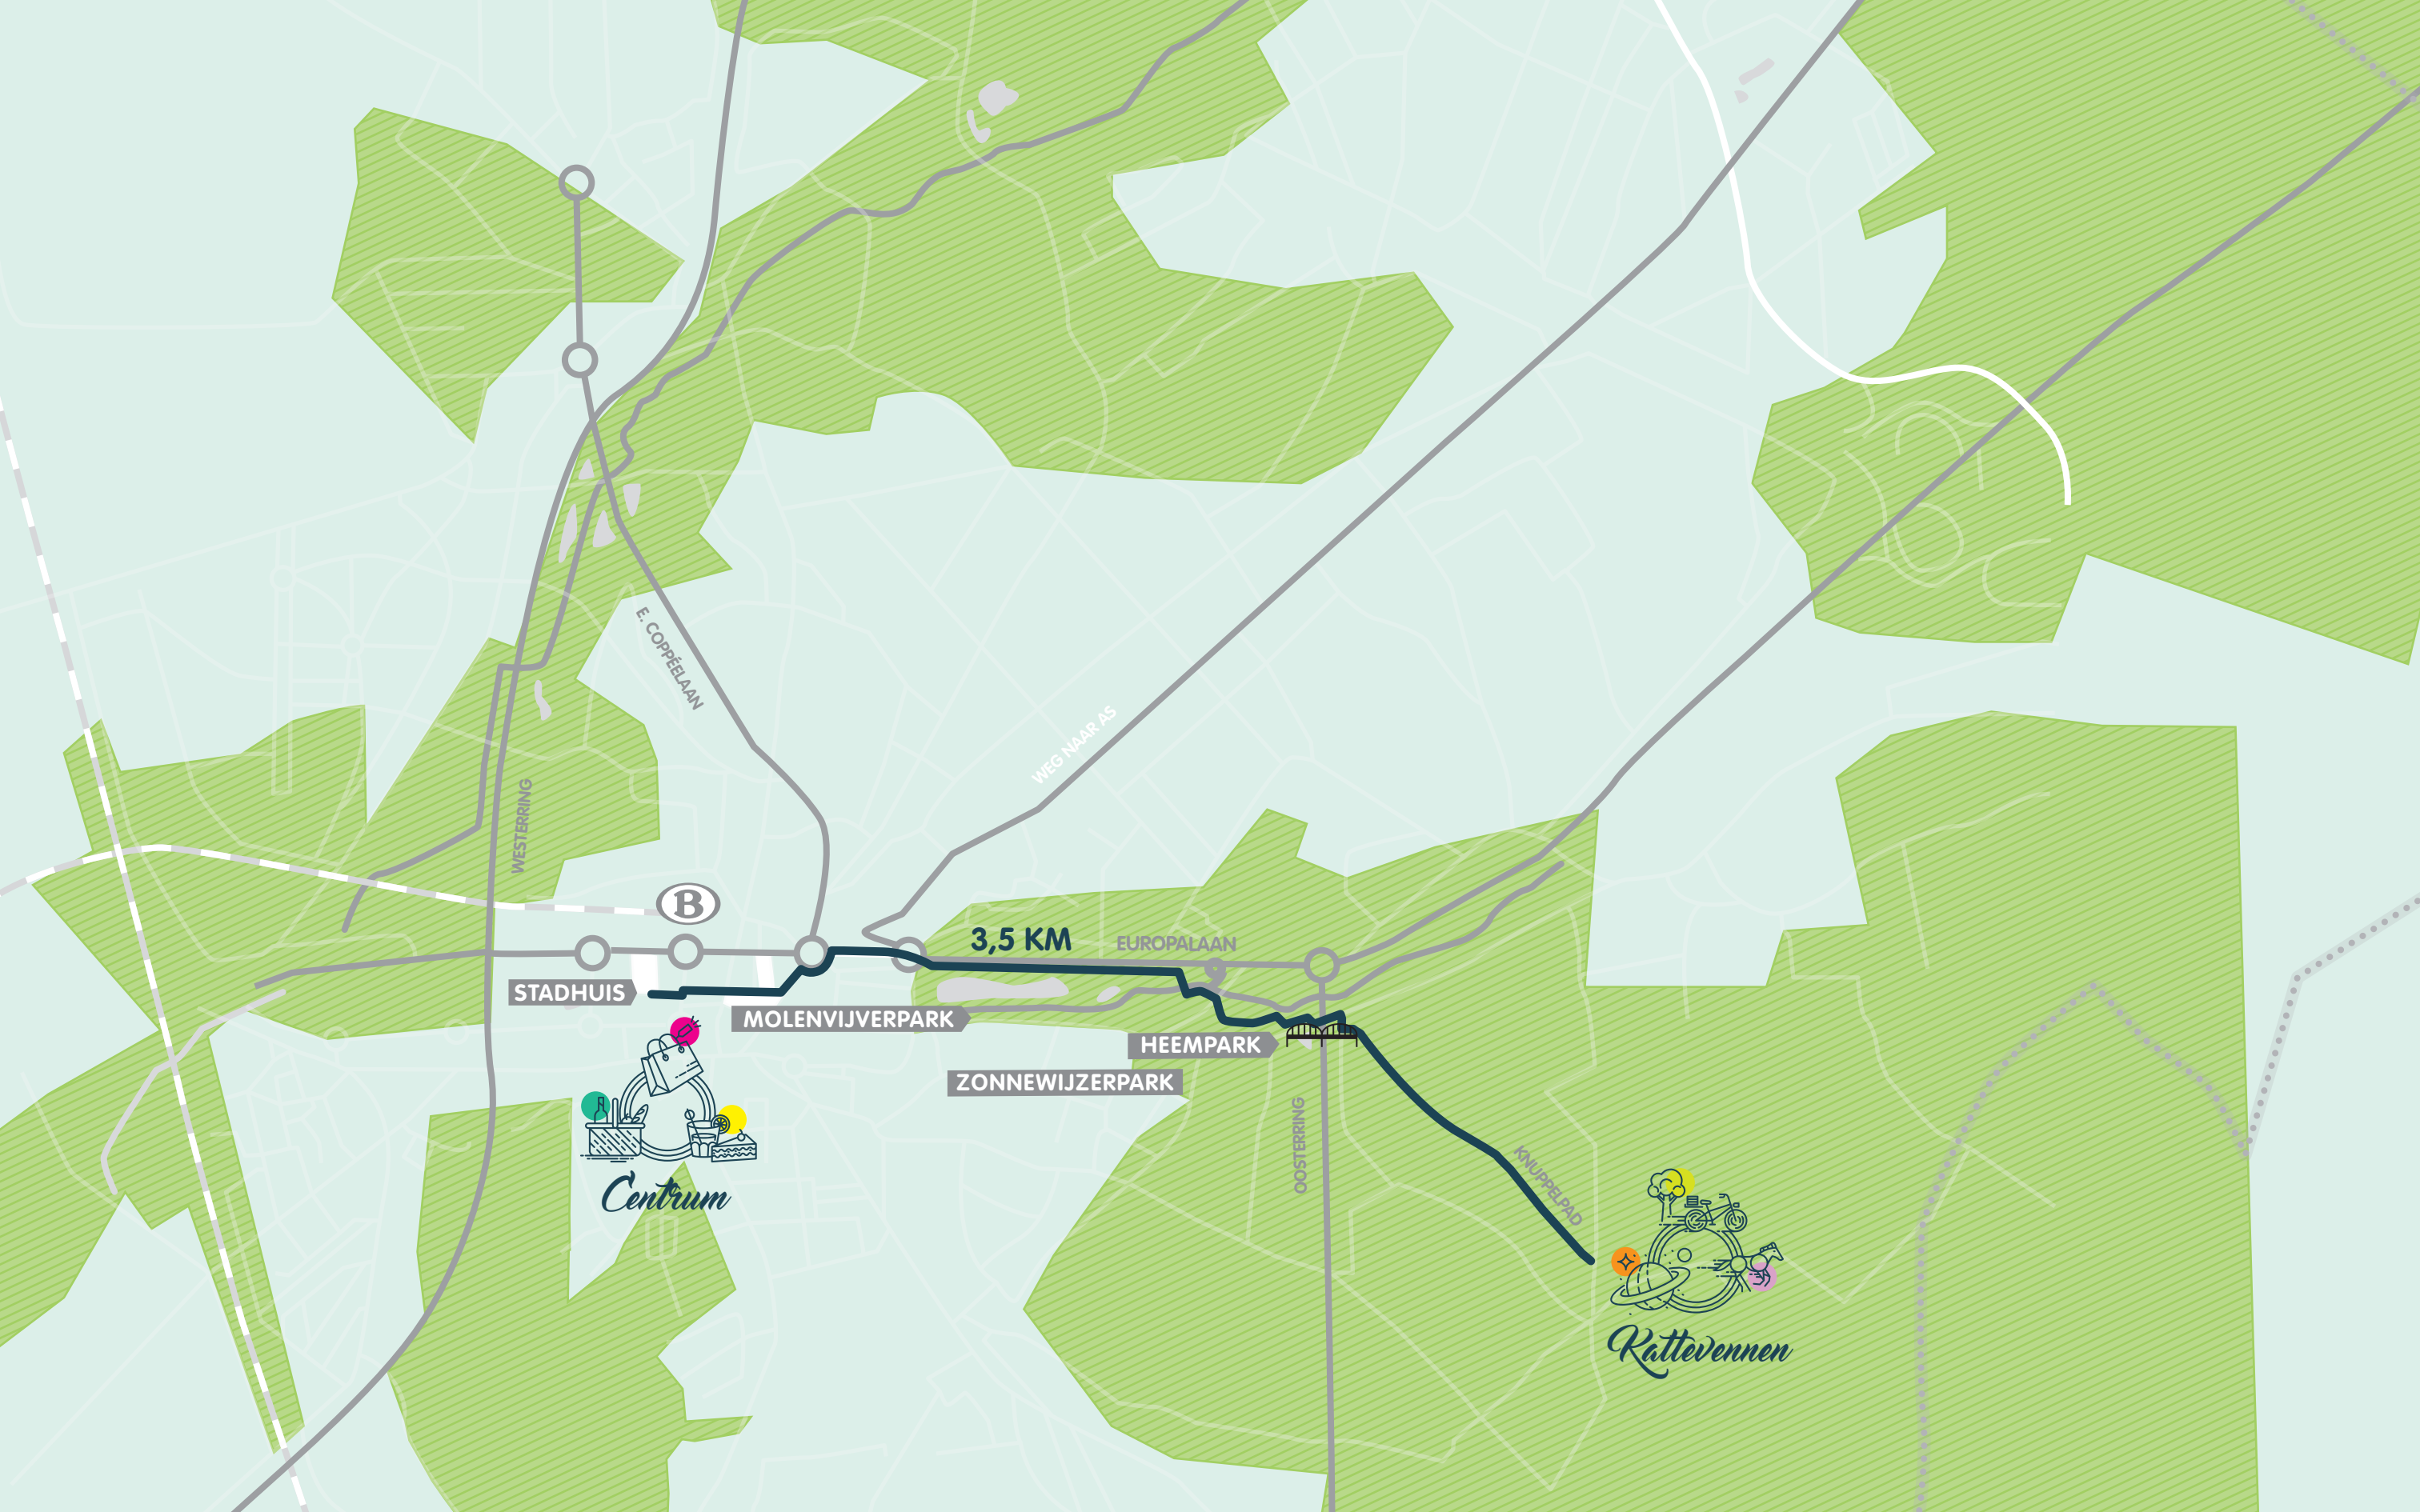 E. COPPÉELAAN
WEG NAAR AS
WESTERRING
B
3,5 KM
EUROPALAAN
STADHUIS
MOLENVIJVERPARK
HEEMPARK
ZONNEWIJZERPARK
OOSTERRING
KNUPPELPAD
Centrum
Kattevennen